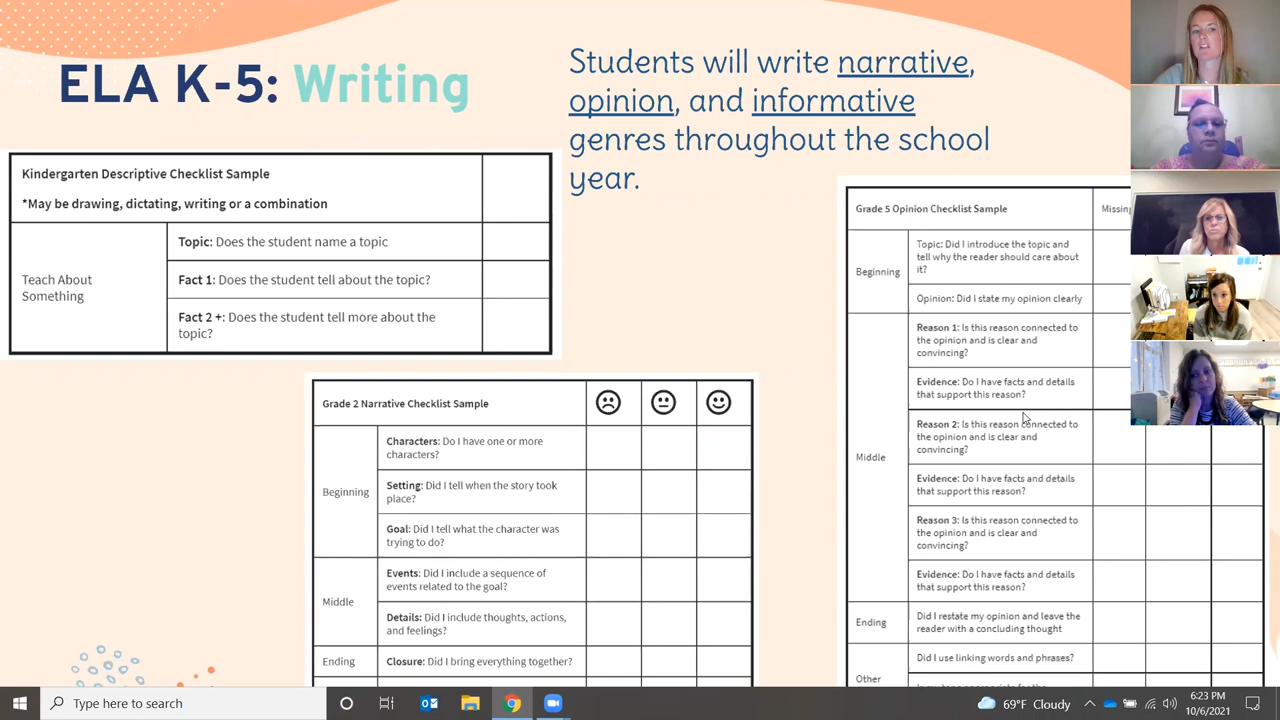 ELA K-5: Writing
Students will write narrative,
opinion, and informative
genres throughout the school
year.
Kindergarten Descriptive Checklist Sample
*May be drawing, dictating, writing or a combination
Teach About
Something
Topic: Does the student name a topic
Fact 1: Does the student tell about the topic?
Fact 2 +: Does the student tell more about the
topic?
Grade 2 Narrative Checklist Sample
Beginning
Characters: Do I have one or more
characters?
Setting: Did I tell when the story took
place?
Goal: Did I tell what the character was
trying to do?
Middle
Events: Did I include a sequence of
events related to the goal?
Details: Did I include thoughts, actions,
and feelings?
Ending
Closure: Did I bring everything together?
Grade 5 Opinion Checklist Sample
Missing
Beginning
Topic: Did I introduce the topic and
tell why the reader should care about
it?
Opinion: Did I state my opinion clearly
Middle
Reason 1: Is this reason connected to
the opinion and is clear and
convincing?
Evidence: Do I have facts and details
that support this reason?
Reason 2: Is this reason connected to
the opinion and is clear and
convincing?
Evidence: Do I have facts and details
that support this reason?
Reason 3: Is this reason connected to
the opinion and is clear and
convincing?
Evidence: Do I have facts and details
that support this reason?
Ending
Did I restate my opinion and leave the
reader with a concluding thought
Other
Did I use linking words and phrases?
Type here to search
69°F Cloudy
6:23 PM
10/6/2021